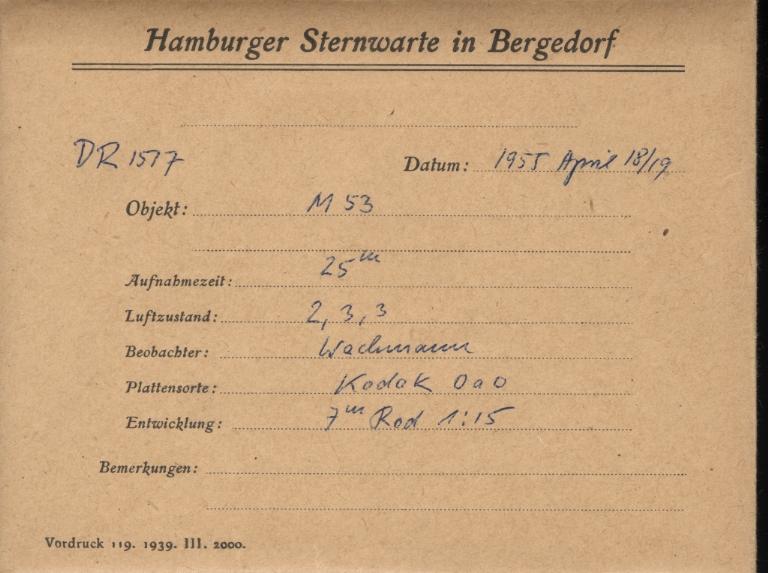 Hamburger Sternwarte in Bergedorf
DR 1517 Datum: 1955 April 18/19
Objekt: M 53
Aufnahmezeit: 25m
Luftzustand: 2, 3, 3
Beobachter: Wachmann
Plattensorte: Kodak 0a0
Entwicklung: 7m Rod 1:15
Bemerkungen:
Vordruck 119. 1939. III. 2000.